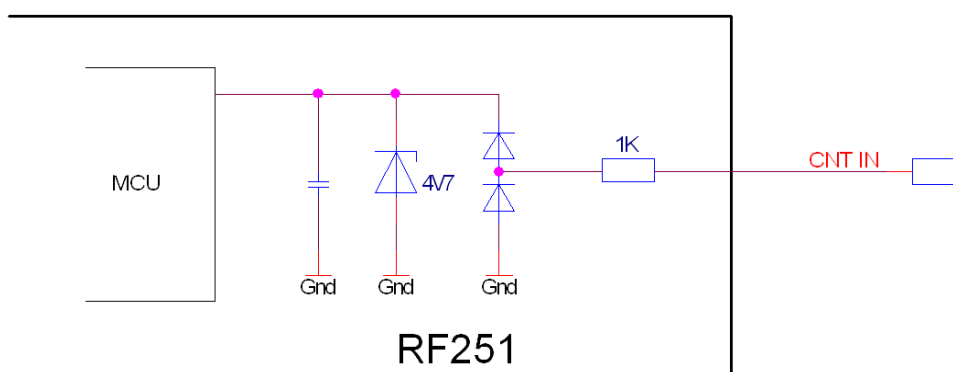 1K
CNT IN
MCU
4V7
Gnd
Gnd
Gnd
RF251